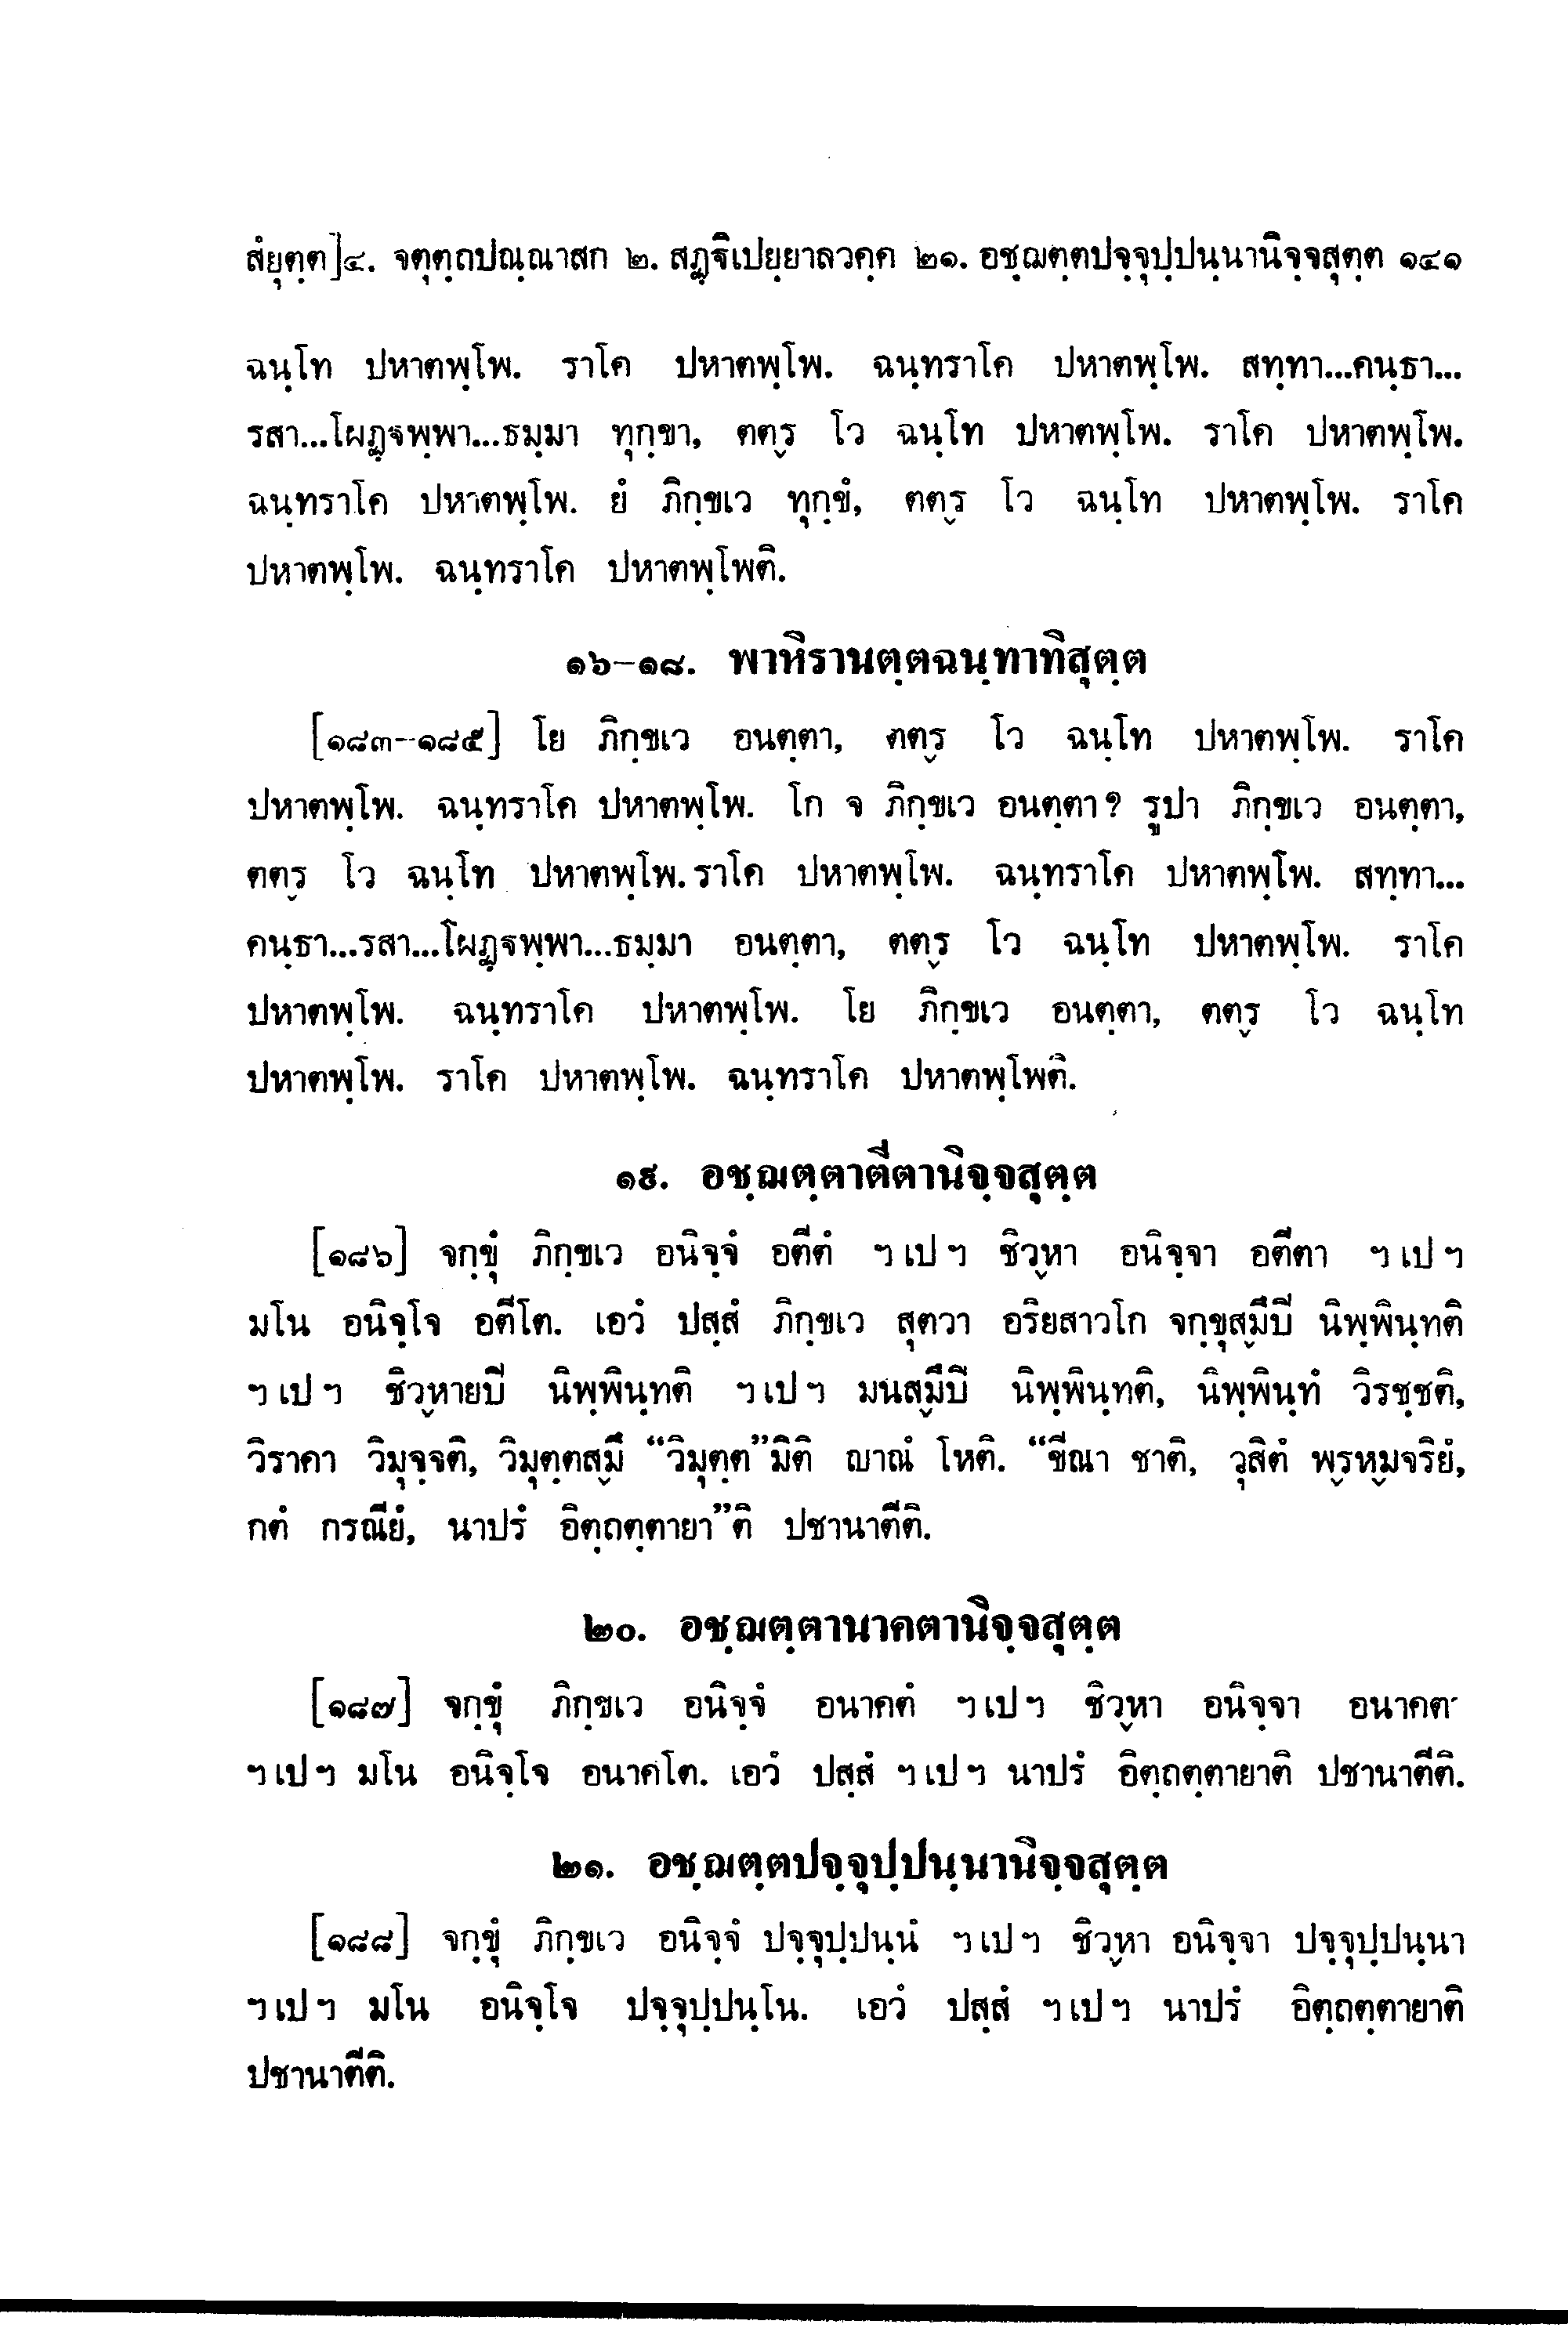 สํยุตฺต]๔. จตุตฺถปณฺณาสก ๒. สฏฺฐิเปยฺยาลวคฺค ๒๑. อชฺฌตฺตปจฺจุปฺปนฺนานิจฺจสุตฺต ๑๔๑
ฉนฺโท ปหาตพฺโพ. ราโค ปหาตพฺโพ. ฉนฺทราโค ปหาตพฺโพ. สทฺทา...คนฺธา...
รสา...โผฏฺฐพฺพา...ธมฺมา ทุกฺขา, ตตฺร โว ฉนฺโท ปหาตพฺโพ. ราโค ปหาตพฺโพ.
ฉนฺทราโค ปหาตพฺโพ. ยํ ภิกฺขเว ทุกฺขํ, ตตฺร โว ฉนฺโท ปหาตพฺโพ. ราโค
ปหาตพฺโพ. ฉนฺทราโค ปหาตพฺโพติ.
๑๖-๑๘. พาหิรานตฺตฉนฺทาทิสุตฺต
[๑๘๓-๑๘๕] โย ภิกฺขเว อนตฺตา, ตตฺร โว ฉนฺโท ปหาตพฺโพ. ราโค
ปหาตพฺโพ. ฉนฺทราโค ปหาตพฺโพ. โก จ ภิกฺขเว อนตฺตา? รูปา ภิกฺขเว อนตฺตา,
ตตฺร โว ฉนฺโท ปหาตพฺโพ. ราโค ปหาตพฺโพ. ฉนฺทราโค ปหาตพฺโพ. สทฺทา...
คนฺธา...รสา...โผฏฺฐพฺพา...ธมฺมา อนตฺตา, ตตฺร โว ฉนฺโท ปหาตพฺโพ. ราโค
ปหาตพฺโพ. ฉนฺทราโค ปหาตพฺโพ. โย ภิกฺขเว อนตฺตา, ตตฺร โว ฉนฺโท
ปหาตพฺโพ. ราโค ปหาตพฺโพ. ฉนฺทราโค ปหาตพฺโพติ.
๑๙. อชฺฌตฺตาตีตานิจฺจสุตฺต
[๑๘๖] จกฺขุํ ภิกฺขเว อนิจฺจํ อตีตํ ฯ เป ฯ ชิวฺหา อนิจฺจา อตีตา ฯ เป ฯ
มโน อนิจฺโจ อตีโต. เอวํ ปสฺสํ ภิกฺขเว สุตวา อริยสาวโก จกฺขุสฺมึปิ นิพฺพินฺทติ
ฯ เป ฯ ชิวฺหายปิ นิพฺพินฺทติ ฯ เป ฯ มนสฺมึปิ นิพฺพินฺทติ, นิพฺพินฺทํ วิรชฺชติ,
วิราคา วิมุจฺจติ, วิมุตฺตสฺมึ “วิมุตฺต”มิติ ญาณํ โหติ. “ขีณา ชาติ, วุสิตํ พฺรหฺมจริยํ,
กตํ กรณียํ, นาปรํ อิตฺถตฺตายา”ติ ปชานาตีติ.
๒๐. อชฺฌตฺตานาคตานิจฺจสุตฺต
[๑๘๗] จกฺขุํ ภิกฺขเว อนิจฺจํ อนาคตํ ฯ เป ฯ ชิวฺหา อนิจฺจา อนาคตา
ฯ เป ฯ มโน อนิจฺโจ อนาคโต. เอวํ ปสฺสํ ฯ เป ฯ นาปรํ อิตฺถตฺตายาติ ปชานาตีติ.
๒๑. อชฺฌตฺตปจฺจุปฺปนฺนานิจฺจสุตฺต
[๑๘๘] จกฺขุํ ภิกฺขเว อนิจฺจํ ปจฺจุปฺปนฺนํ ฯ เป ฯ ชิวฺหา อนิจฺจา ปจฺจุปฺปนฺนา
ฯ เป ฯ มโน อนิจฺโจ ปจฺจุปฺปนฺโน. เอวํ ปสฺสํ ฯ เป ฯ นาปรํ อิตฺถตฺตายาติ
ปชานาตีติ.